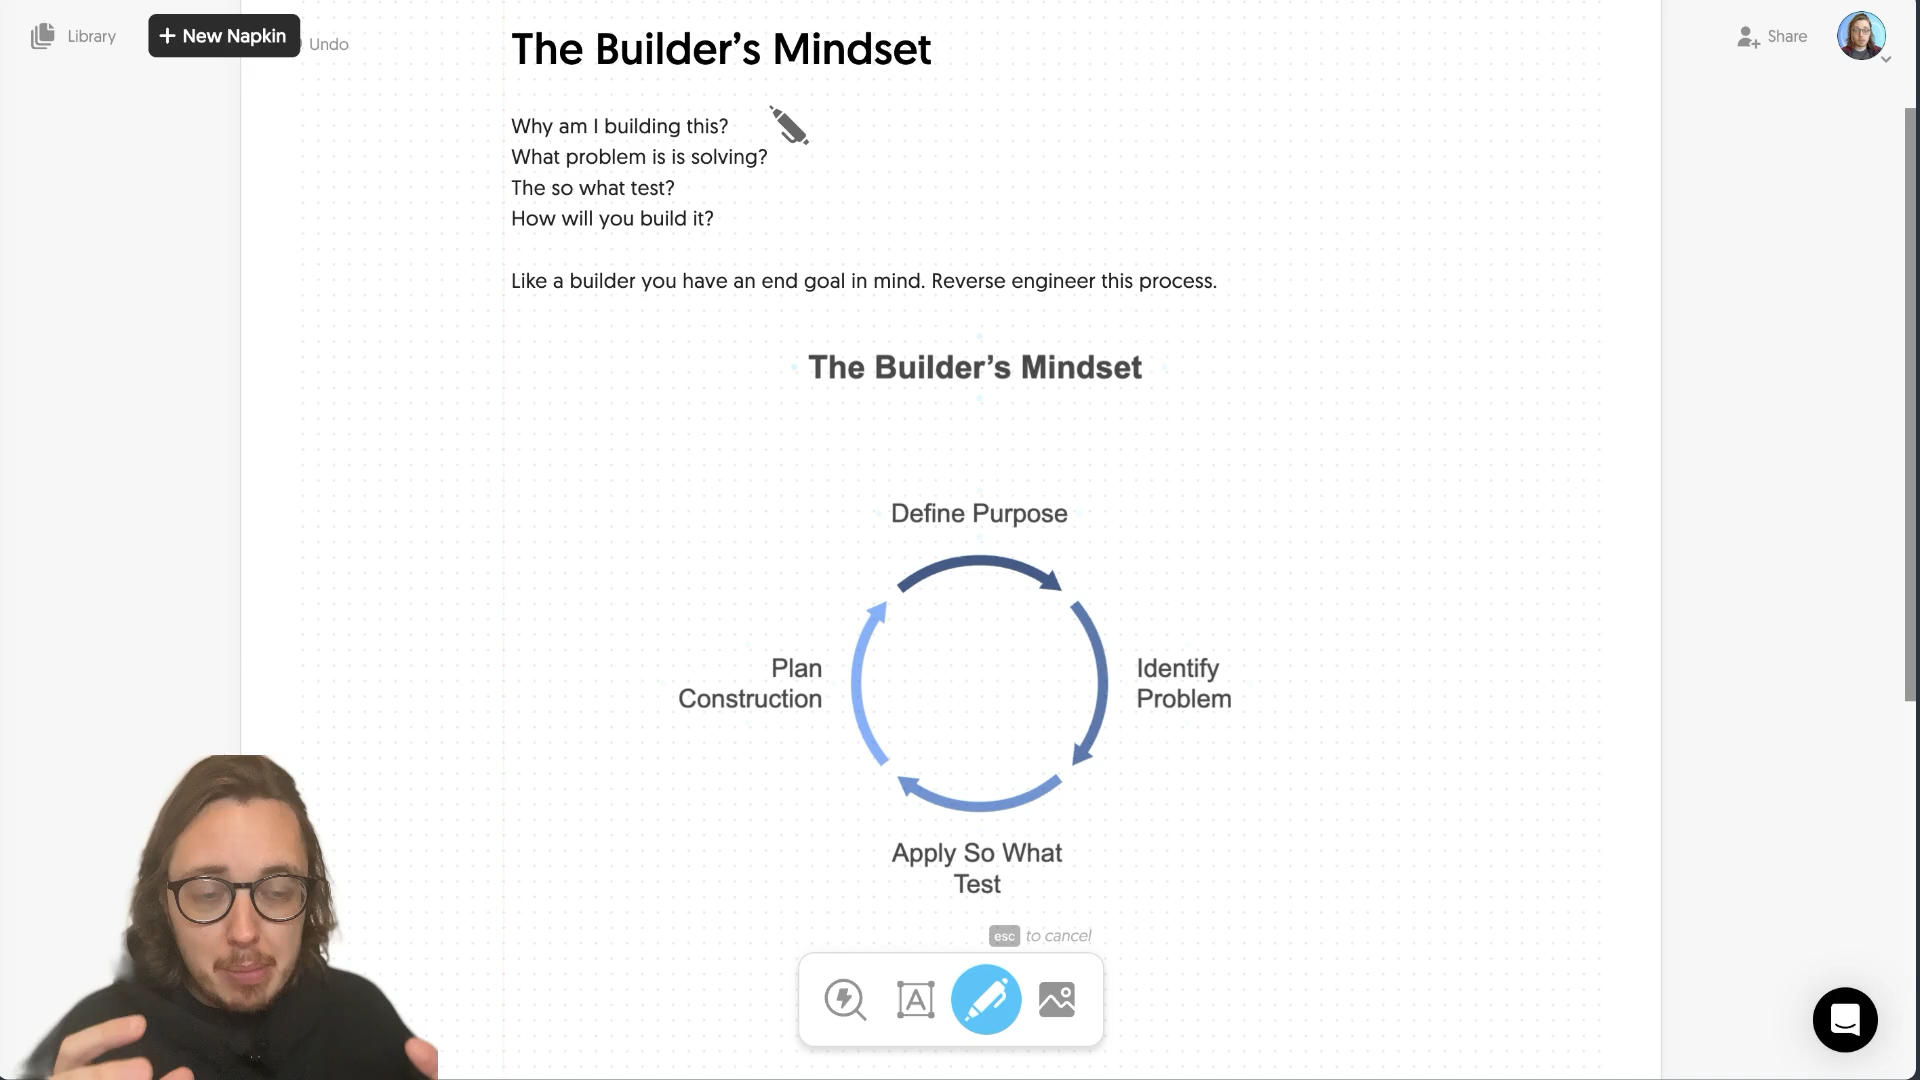 Library
+ New Napkin
Undo
Share
The Builder's Mindset
Why am I building this?
What problem is is solving?
The so what test?
How will you build it?
Like a builder you have an end goal in mind. Reverse engineer this process.
The Builder's Mindset
Define Purpose
Plan
Construction
Identify
Problem
Apply So What
Test
esc to cancel
A